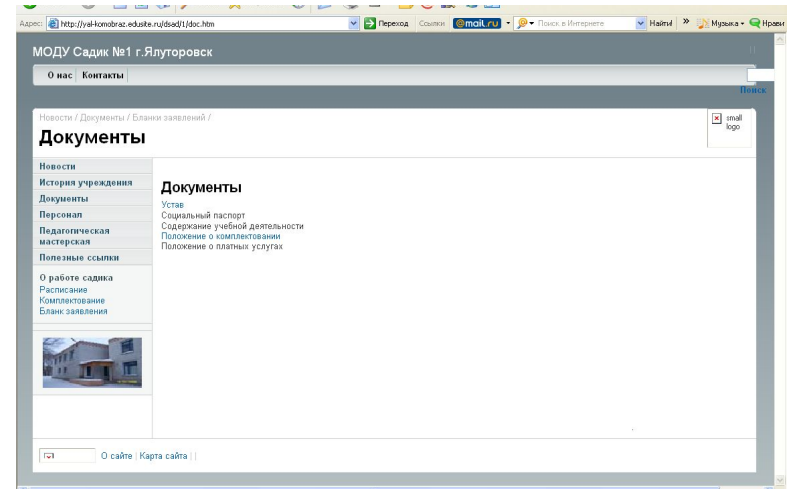 Адрес: http://yal-komobraz.edusite.ru/dsad/1/doc.htm Переход Ссылки @mail.ru Поиск в Интернете Найти! » Музыка Нрави
МОДУ Садик №1 г.Ялуторовск
О нас Контакты
Поиск
Новости / Документы / Бланки заявлений /
small
logo
Документы
Новости
История учреждения
Документы
Персонал
Педагогическая
мастерская
Полезные ссылки
О работе садика
Расписание
Комплектование
Бланк заявления
Документы
Устав
Социальный паспорт
Содержание учебной деятельности
Положение о комплектовании
Положение о платных услугах
О сайте | Карта сайта | |